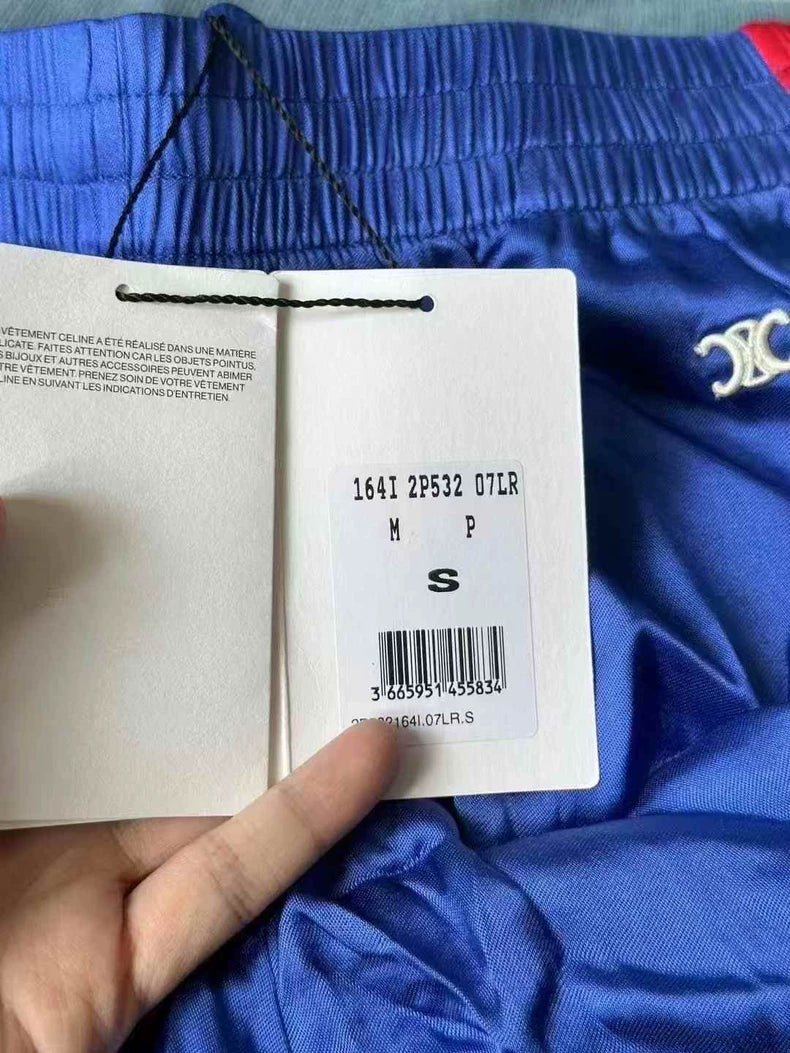 VÊTEMENT CELINE A ÉTÉ RÉALISÉ DANS UNE MATIÈRE
LICATE. FAITES ATTENTION CAR LES OBJETS POINTUS,
S BIJOUX ET AUTRES ACCESSOIRES PEUVENT ABIMER
TRE VÊTEMENT. PRENEZ SOIN DE VOTRE VÊTEMENT
LINE EN SUIVANT LES INDICATIONS D'ENTRETIEN.
164I 2P532 07LR
M P
S
3 665951 455834
164I.07LR.S